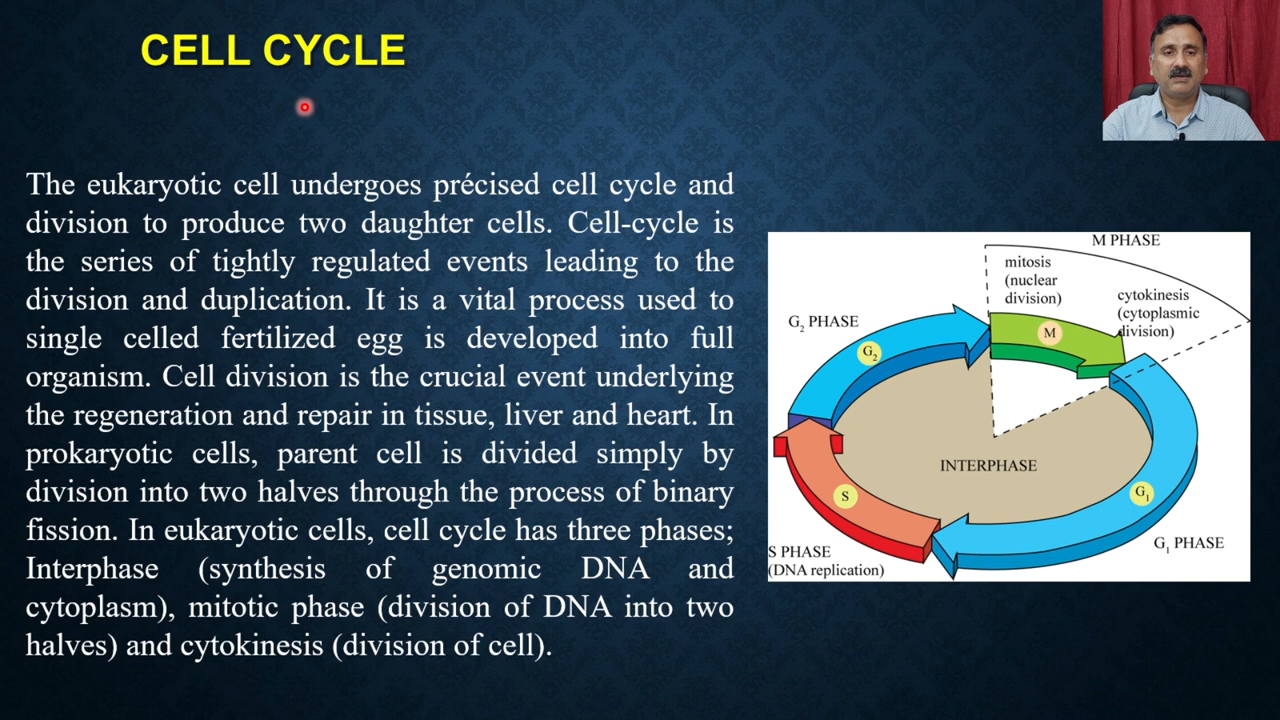 CELL CYCLE
The eukaryotic cell undergoes précised cell cycle and
division to produce two daughter cells. Cell-cycle is
the series of tightly regulated events leading to the
division and duplication. It is a vital process used to
single celled fertilized egg is developed into full
organism. Cell division is the crucial event underlying
the regeneration and repair in tissue, liver and heart. In
prokaryotic cells, parent cell is divided simply by
division into two halves through the process of binary
fission. In eukaryotic cells, cell cycle has three phases;
Interphase (synthesis of genomic DNA and
cytoplasm), mitotic phase (division of DNA into two
halves) and cytokinesis (division of cell).
M PHASE
mitosis
(nuclear
division)
cytokinesis
(cytoplasmic
division)
G₂ PHASE
M
G₂
INTERPHASE
S
G₁
G₁ PHASE
S PHASE
(DNA replication)